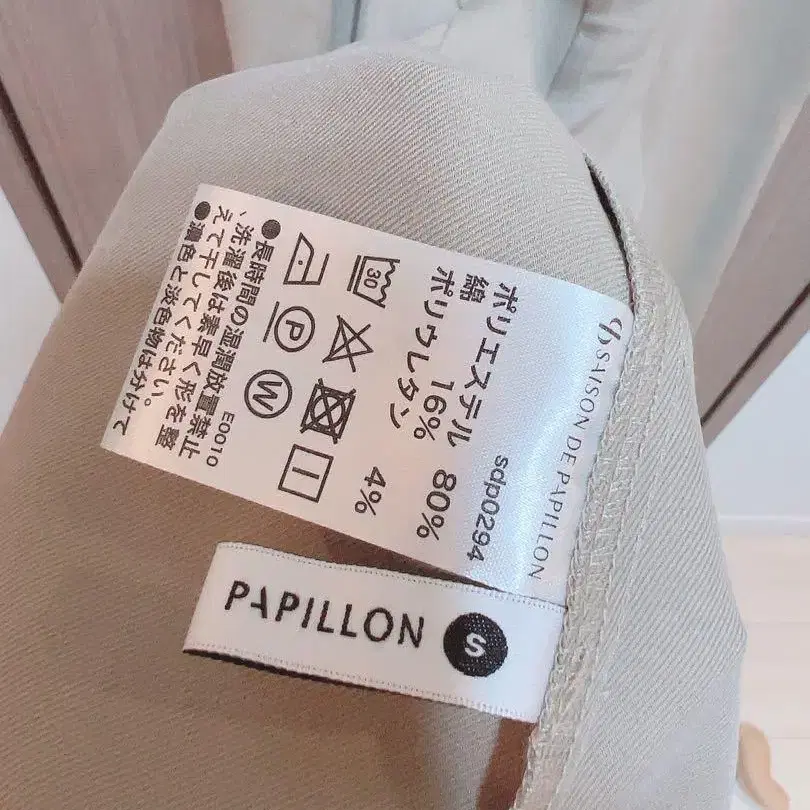 SAISON DE PAPILLON
sdp0294
ポリエステル 80%
綿 16%
ポリウレタン 4%
30
P
W
E0010
●長時間の湿潤放置禁止
、洗濯後は素早く形を整
えて干してください。
●濃色と淡色物は分けて
PAPILLON S